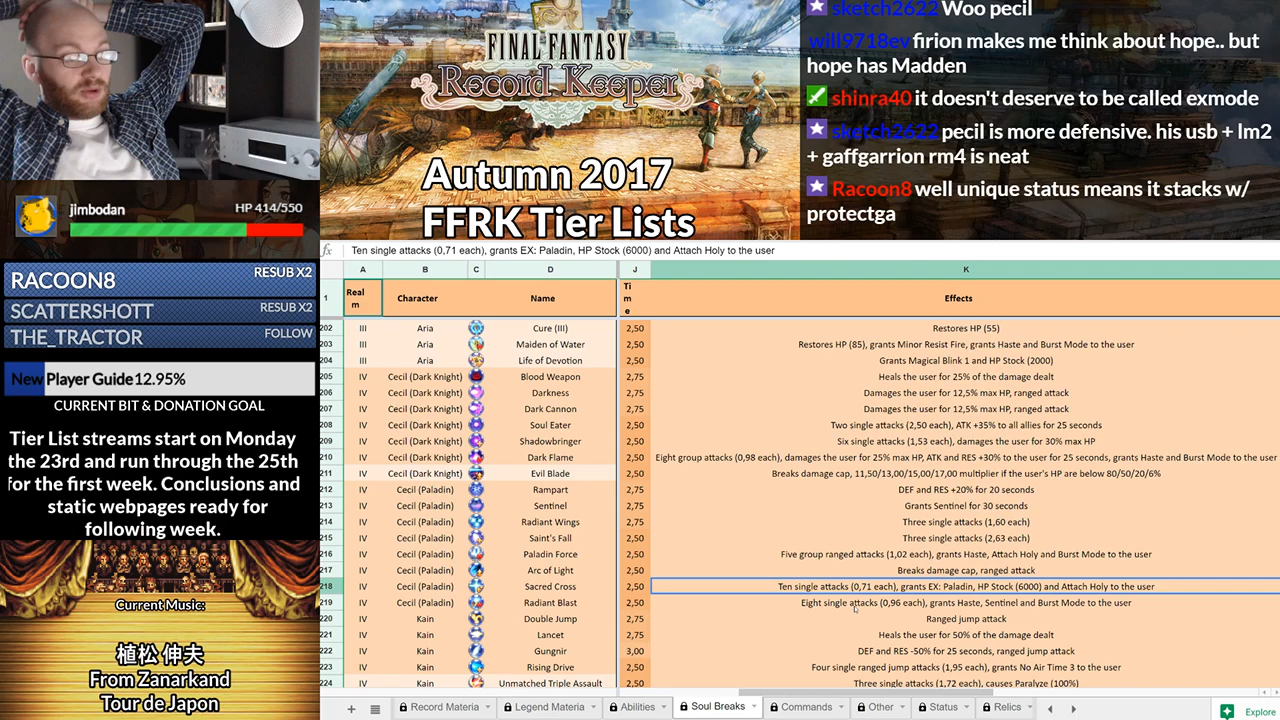 FINAL FANTASY
Record Keeper
Autumn 2017
FFRK Tier Lists
sketch2622 Woo pecil
will9718ev firion makes me think about hope.. but
hope has Madden
shinra40 it doesn't deserve to be called exmode
sketch2622 pecil is more defensive. his usb + lm2
+ gaffgarrion rm4 is neat
Racoon8 well unique status means it stacks w/
protectga
jimbodan HP 414/550
RACOON8 RESUB X2
SCATTERSHOTT RESUB X2
THE_TRACTOR FOLLOW
New Player Guide 12.95%
CURRENT BIT & DONATION GOAL
Tier List streams start on Monday
the 23rd and run through the 25th
for the first week. Conclusions and
static webpages ready for
following week.
Current Music:
植松 伸夫
From Zanarkand
Tour de Japon
fx Ten single attacks (0,71 each), grants EX: Paladin, HP Stock (6000) and Attach Holy to the user
A B C D J K
1 Real m Character Name Ti m e Effects
202 III Aria Cure (III) 2,50 Restores HP (55)
203 III Aria Maiden of Water 2,50 Restores HP (85), grants Minor Resist Fire, grants Haste and Burst Mode to the user
204 III Aria Life of Devotion 2,50 Grants Magical Blink 1 and HP Stock (2000)
205 IV Cecil (Dark Knight) Blood Weapon 2,75 Heals the user for 25% of the damage dealt
206 IV Cecil (Dark Knight) Darkness 2,75 Damages the user for 12,5% max HP, ranged attack
207 IV Cecil (Dark Knight) Dark Cannon 2,75 Damages the user for 12,5% max HP, ranged attack
208 IV Cecil (Dark Knight) Soul Eater 2,50 Two single attacks (2,50 each), ATK +35% to all allies for 25 seconds
209 IV Cecil (Dark Knight) Shadowbringer 2,50 Six single attacks (1,53 each), damages the user for 30% max HP
210 IV Cecil (Dark Knight) Dark Flame 2,50 Eight group attacks (0,98 each), damages the user for 25% max HP, ATK and RES +30% to the user for 25 seconds, grants Haste and Burst Mode to the user
211 IV Cecil (Dark Knight) Evil Blade 2,50 Breaks damage cap, 11,50/13,00/15,00/17,00 multiplier if the user's HP are below 80/50/20/6%
212 IV Cecil (Paladin) Rampart 2,75 DEF and RES +20% for 20 seconds
213 IV Cecil (Paladin) Sentinel 2,75 Grants Sentinel for 30 seconds
214 IV Cecil (Paladin) Radiant Wings 2,75 Three single attacks (1,60 each)
215 IV Cecil (Paladin) Saint's Fall 2,50 Three single attacks (2,63 each)
216 IV Cecil (Paladin) Paladin Force 2,50 Five group ranged attacks (1,02 each), grants Haste, Attach Holy and Burst Mode to the user
217 IV Cecil (Paladin) Arc of Light 2,50 Breaks damage cap, ranged attack
218 IV Cecil (Paladin) Sacred Cross 2,50 Ten single attacks (0,71 each), grants EX: Paladin, HP Stock (6000) and Attach Holy to the user
219 IV Cecil (Paladin) Radiant Blast 2,50 Eight single attacks (0,96 each), grants Haste, Sentinel and Burst Mode to the user
220 IV Kain Double Jump 2,75 Ranged jump attack
221 IV Kain Lancet 2,75 Heals the user for 50% of the damage dealt
222 IV Kain Gungnir 3,00 DEF and RES -50% for 25 seconds, ranged jump attack
223 IV Kain Rising Drive 2,50 Four single ranged jump attacks (1,95 each), grants No Air Time 3 to the user
224 IV Kain Unmatched Triple Assault 2,50 Three single attacks (1,72 each), causes Paralyze (100%)
Record Materia Legend Materia Abilities Soul Breaks Commands Other Status Relics Explore